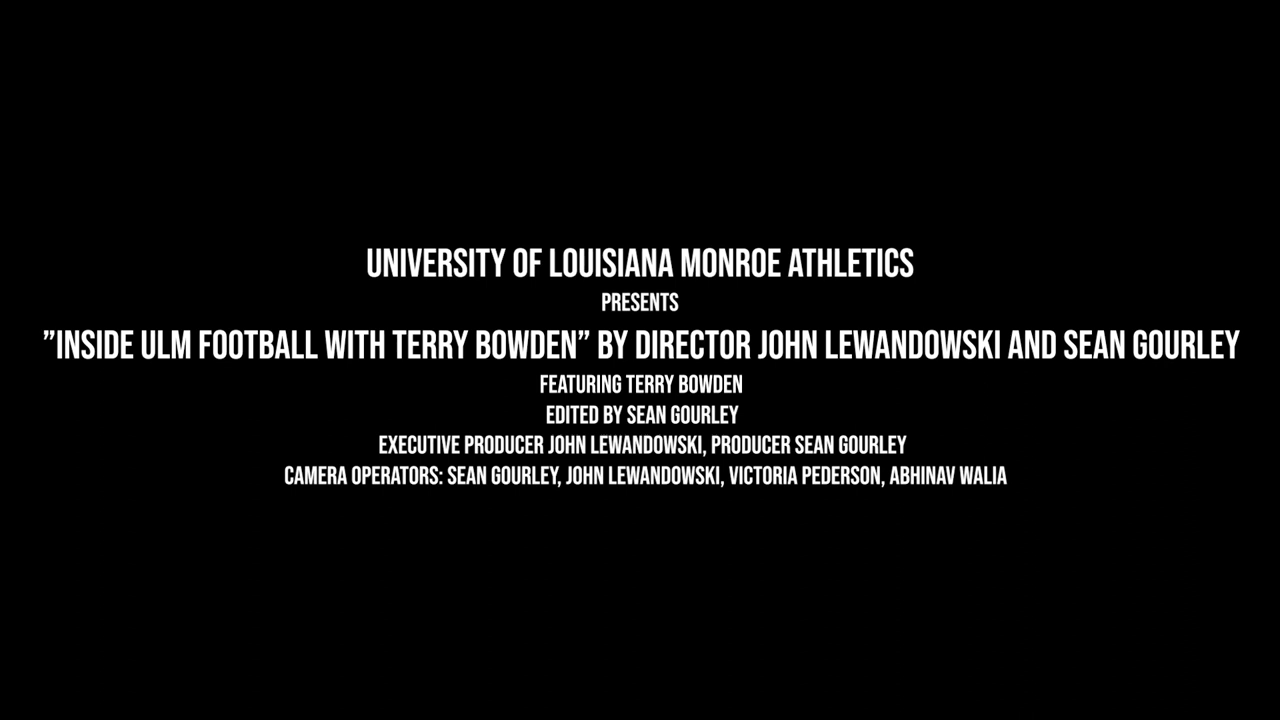 UNIVERSITY OF LOUISIANA MONROE ATHLETICS
PRESENTS
”INSIDE ULM FOOTBALL WITH TERRY BOWDEN” BY DIRECTOR JOHN LEWANDOWSKI AND SEAN GOURLEY
FEATURING TERRY BOWDEN
EDITED BY SEAN GOURLEY
EXECUTIVE PRODUCER JOHN LEWANDOWSKI, PRODUCER SEAN GOURLEY
CAMERA OPERATORS: SEAN GOURLEY, JOHN LEWANDOWSKI, VICTORIA PEDERSON, ABHINAV WALIA